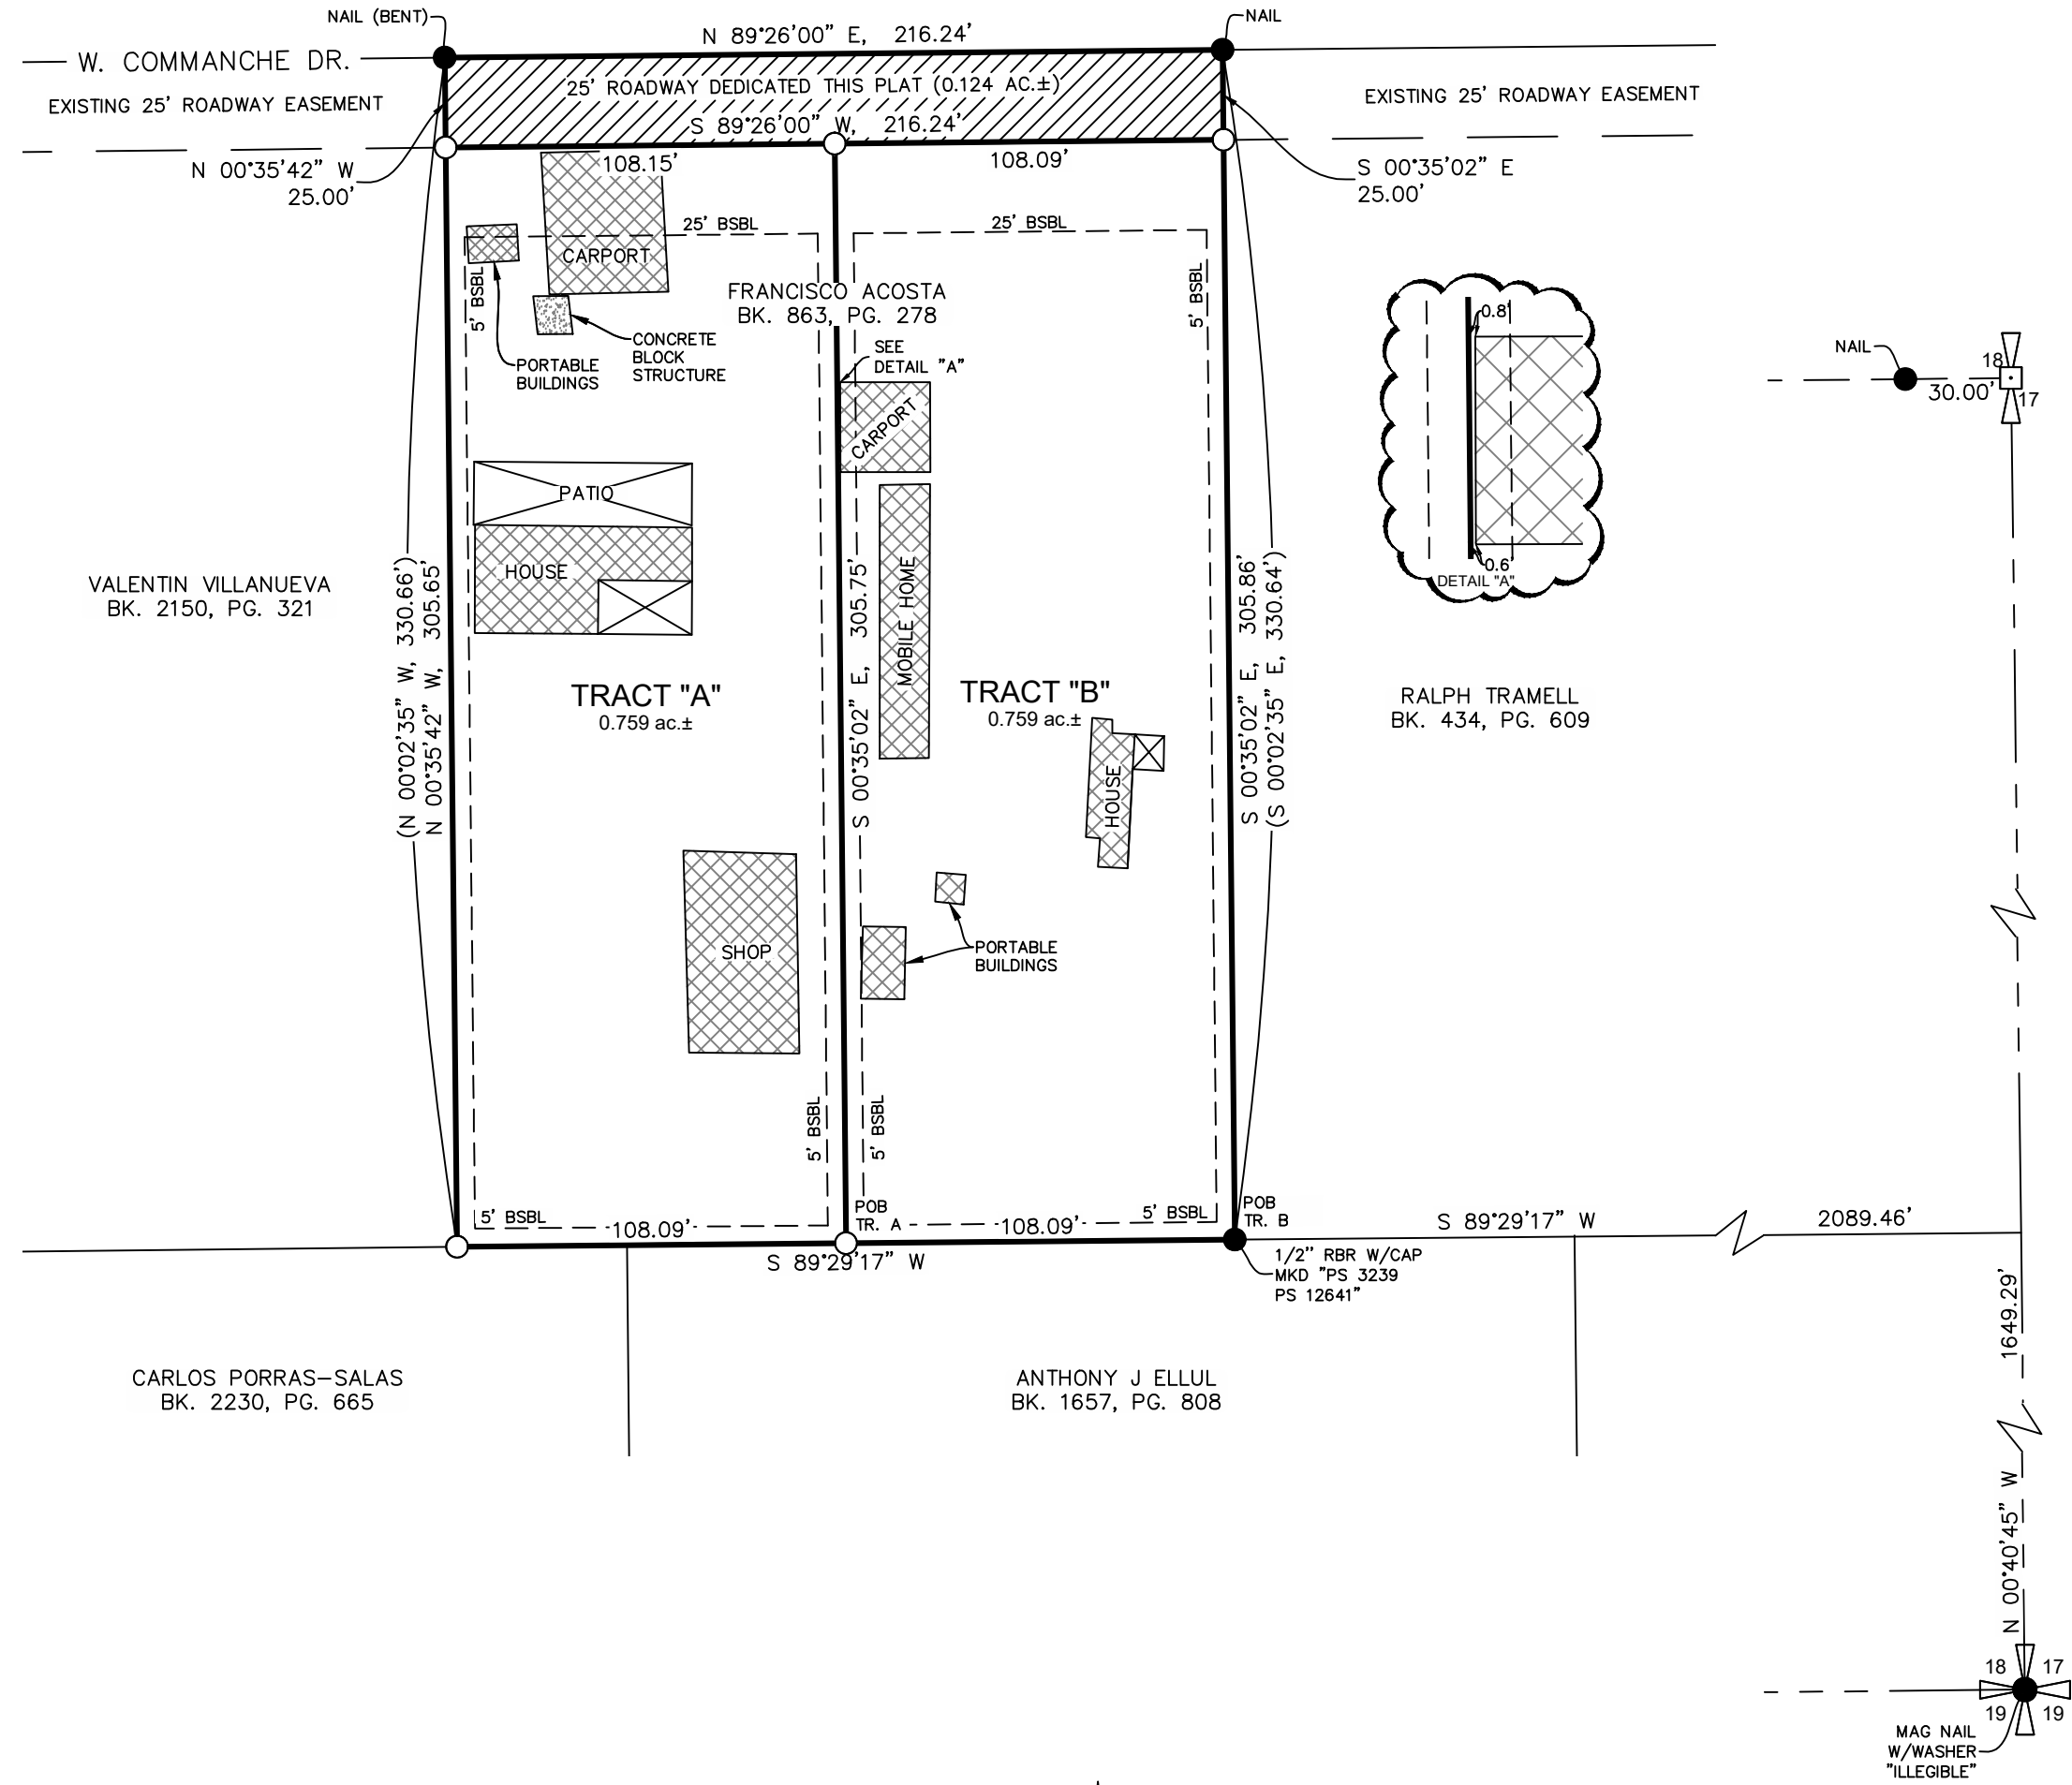 NAIL (BENT)
N 89°26'00" E, 216.24'
NAIL
W. COMMANCHE DR.
EXISTING 25' ROADWAY EASEMENT
25' ROADWAY DEDICATED THIS PLAT (0.124 AC.±)
EXISTING 25' ROADWAY EASEMENT
S 89°26'00" W, 216.24'
N 00°35'42" W
25.00'
108.15'
108.09'
S 00°35'02" E
25.00'
25' BSBL
25' BSBL
CARPORT
5' BSBL
5' BSBL
FRANCISCO ACOSTA
BK. 863, PG. 278
PORTABLE
BUILDINGS
CONCRETE
BLOCK
STRUCTURE
SEE
DETAIL "A"
CARPORT
0.8'
0.6'
DETAIL "A"
NAIL
30.00'
18
17
PATIO
HOUSE
MOBILE HOME
VALENTIN VILLANUEVA
BK. 2150, PG. 321
(N 00°02'35" W, 330.66')
N 00°35'42" W, 305.65'
S 00°35'02" E, 305.75'
S 00°35'02" E, 305.86'
(S 00°02'35" E, 330.64')
TRACT "A"
0.759 ac.±
TRACT "B"
0.759 ac.±
RALPH TRAMELL
BK. 434, PG. 609
HOUSE
SHOP
PORTABLE
BUILDINGS
5' BSBL
5' BSBL
5' BSBL
108.09'
POB
TR. A
108.09'
5' BSBL
POB
TR. B
S 89°29'17" W
S 89°29'17" W
2089.46'
1/2" RBR W/CAP
MKD "PS 3239
PS 12641"
1649.29'
CARLOS PORRAS-SALAS
BK. 2230, PG. 665
ANTHONY J ELLUL
BK. 1657, PG. 808
N 00°40'45" W
18
17
19
19
MAG NAIL
W/WASHER
"ILLEGIBLE"